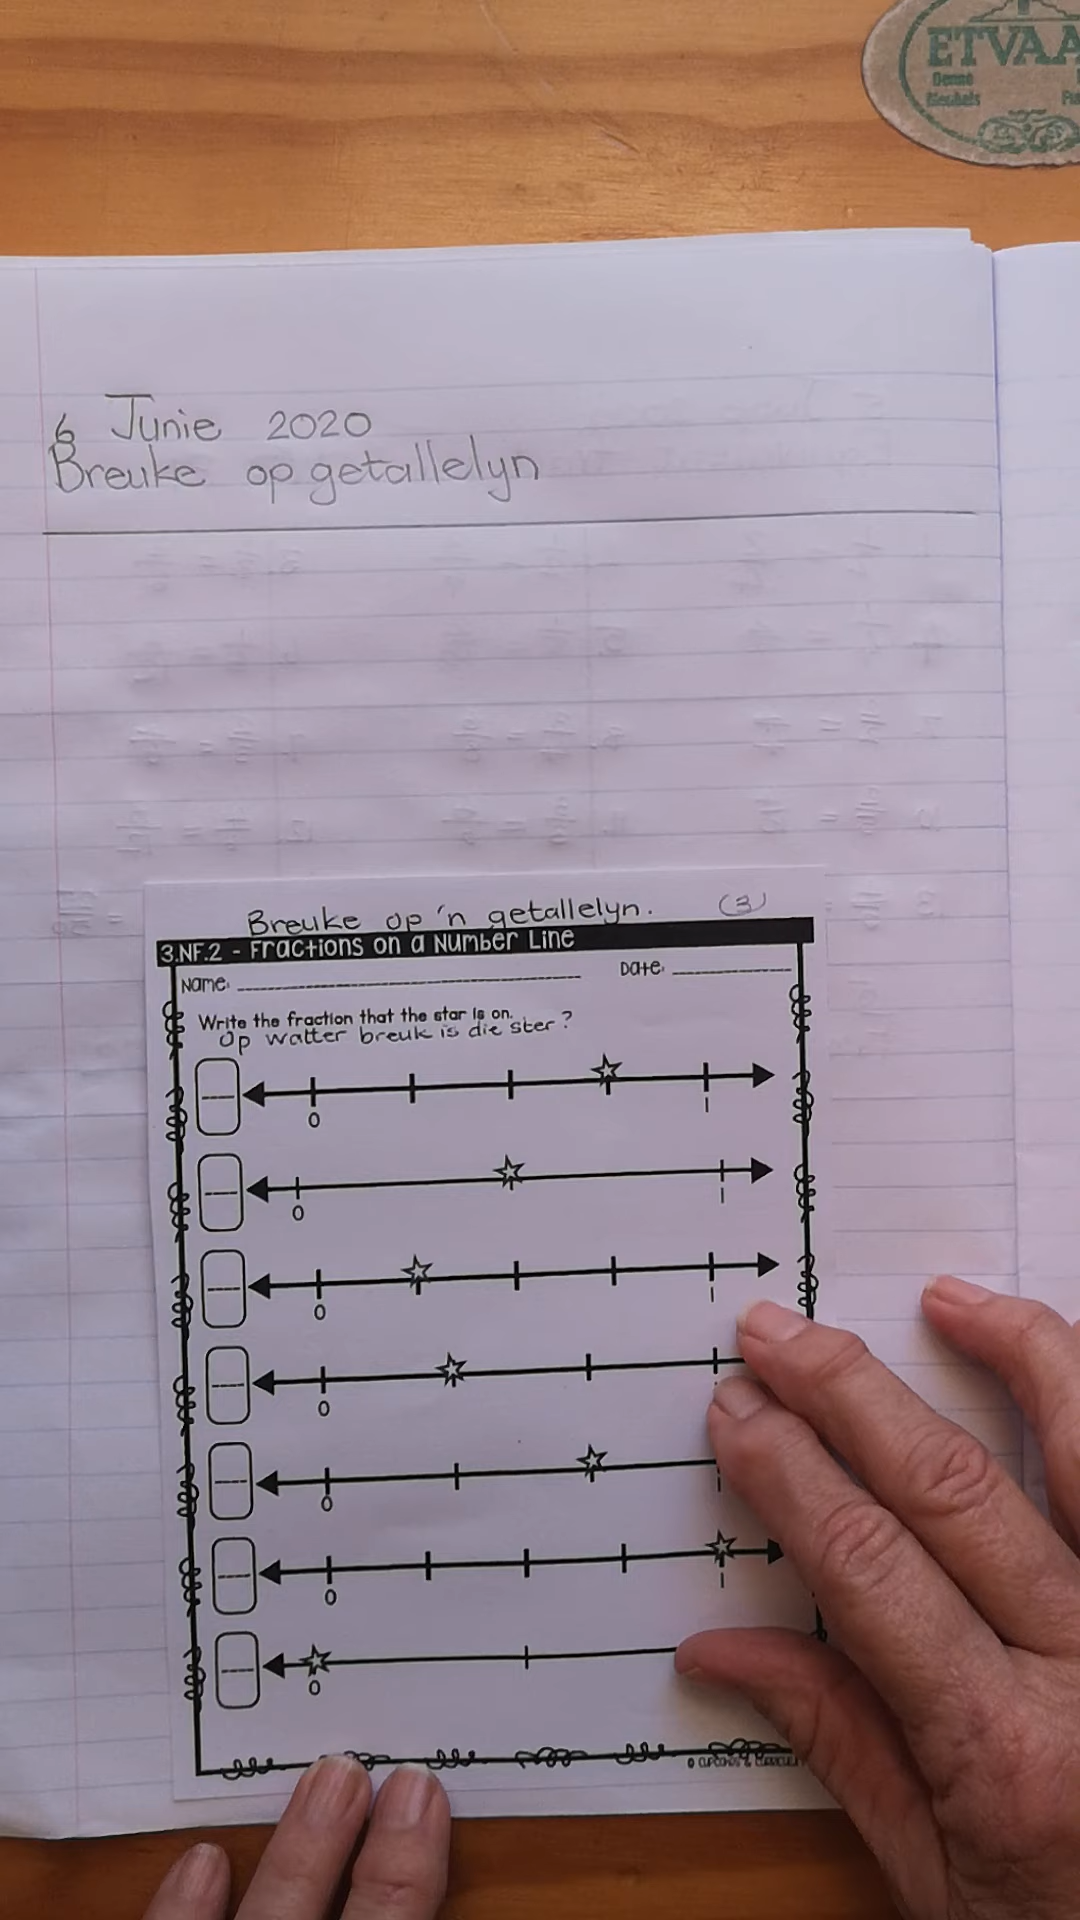 ETVAA
Deuse
6 Junie 2020
Breuke op getallelyn
Breuke op 'n getallelyn. (3)
3.NF.2 - Fractions on a Number Line
Name:
Date:
Write the fraction that the star is on.
Op watter breuk is die ster?
0 1
0 1
0 1
0
0
0 1
0